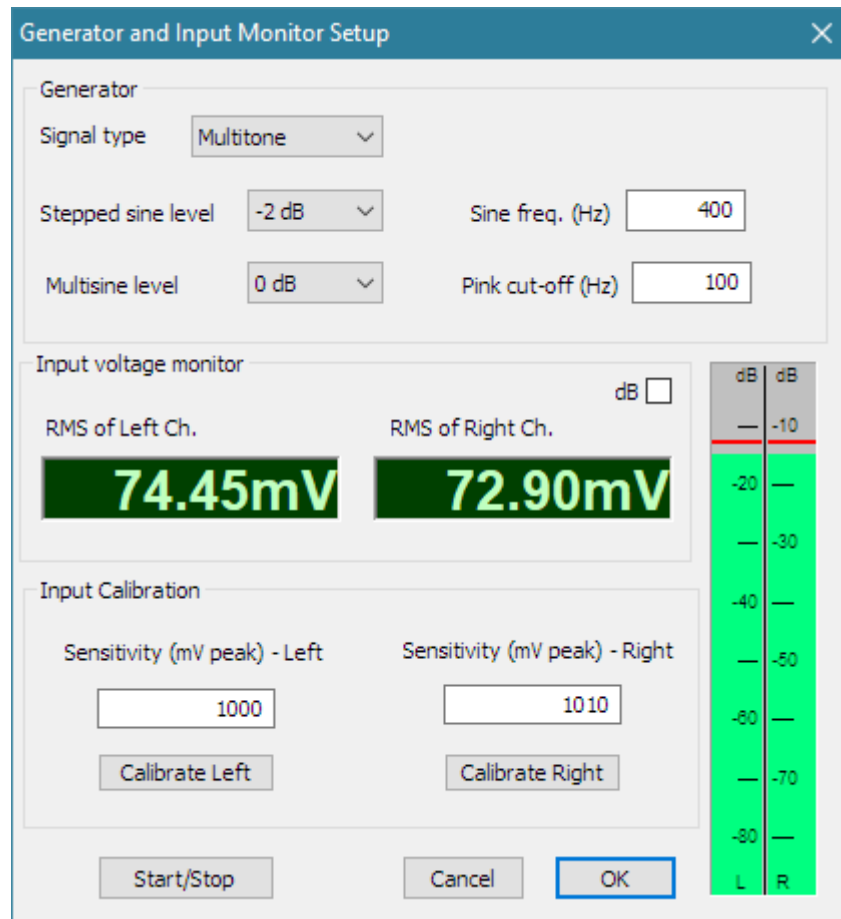 Generator and Input Monitor Setup
Generator
Signal type Multitone
Stepped sine level -2 dB Sine freq. (Hz) 400
Multisine level 0 dB Pink cut-off (Hz) 100
Input voltage monitor
dB
RMS of Left Ch. RMS of Right Ch.
74.45mV 72.90mV
Input Calibration
Sensitivity (mV peak) - Left Sensitivity (mV peak) - Right
1000 1010
Calibrate Left Calibrate Right
Start/Stop Cancel OK
dB dB
-10
-20
-30
-40
-50
-60
-70
-80
L R